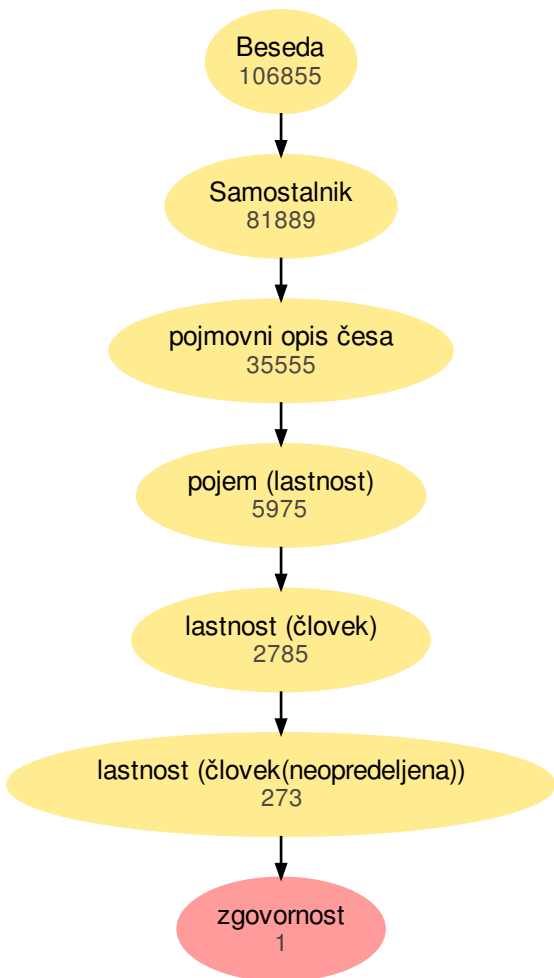 Beseda
106855
Samostalnik
81889
pojmovni opis česa
35555
pojem (lastnost)
5975
lastnost (človek)
2785
lastnost (človek(neopredeljena))
273
zgovornost
1